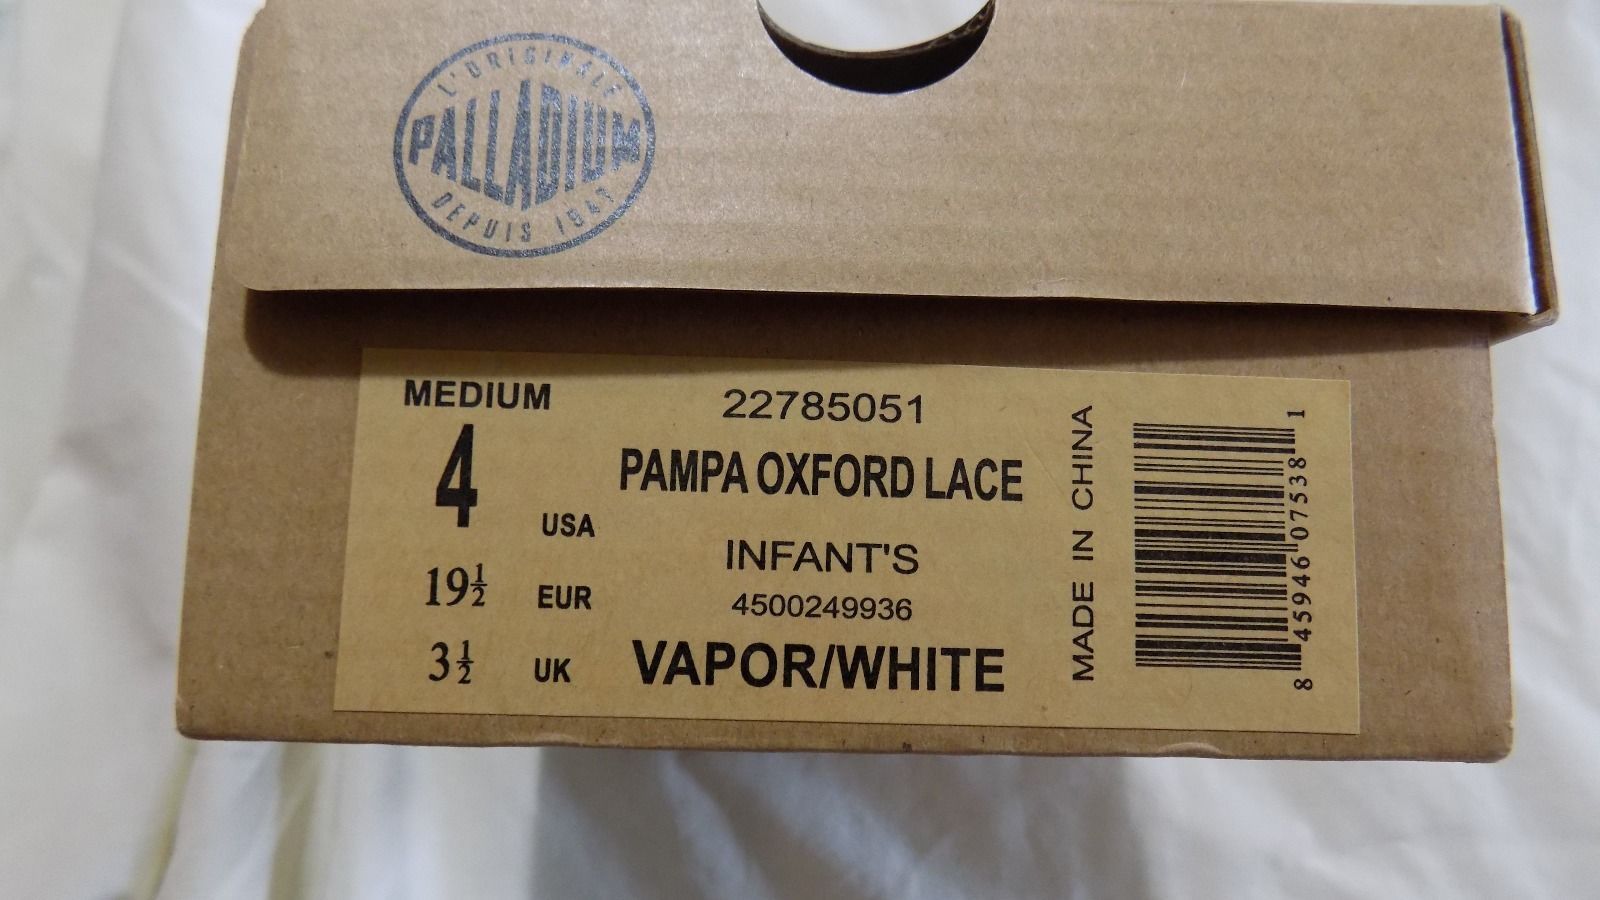 L'ORIGINALE
PALLADIUM
DEPUIS 1947
MEDIUM
4 USA
19½ EUR
3½ UK
22785051
PAMPA OXFORD LACE
INFANT'S
4500249936
VAPOR/WHITE
MADE IN CHINA
8 45946 07538 1